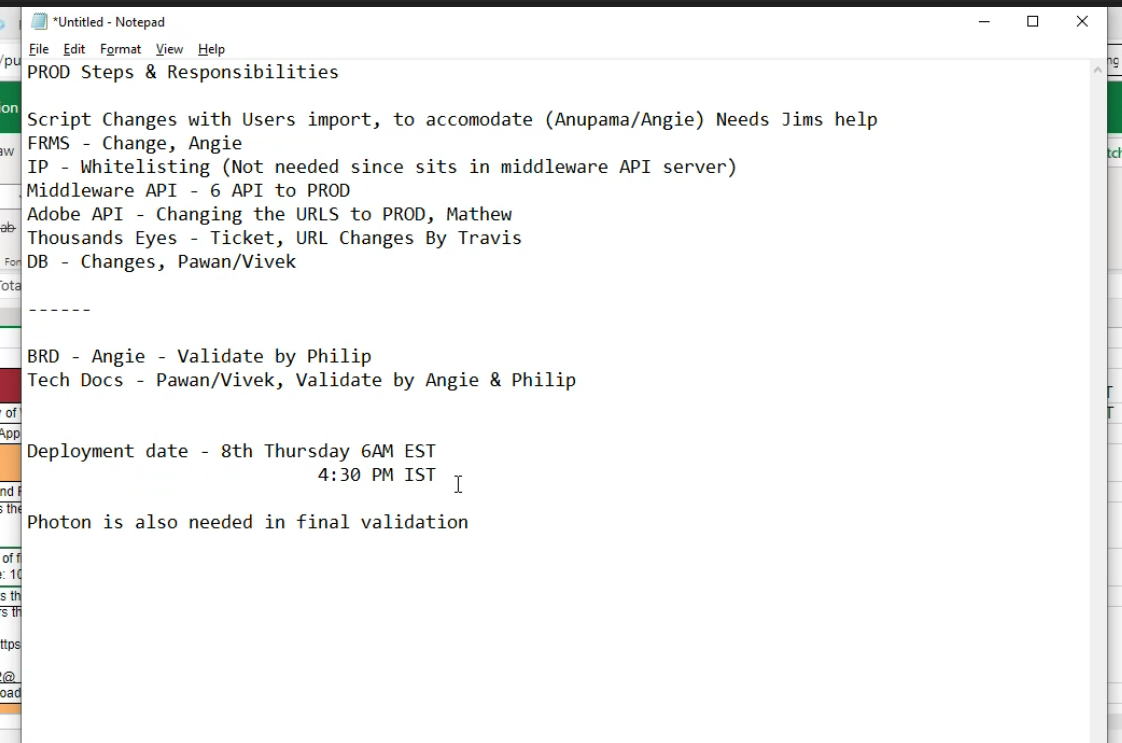 *Untitled - Notepad
File Edit Format View Help
PROD Steps & Responsibilities
Script Changes with Users import, to accomodate (Anupama/Angie) Needs Jims help
FRMS - Change, Angie
IP - Whitelisting (Not needed since sits in middleware API server)
Middleware API - 6 API to PROD
Adobe API - Changing the URLS to PROD, Mathew
Thousands Eyes - Ticket, URL Changes By Travis
DB - Changes, Pawan/Vivek
------
BRD - Angie - Validate by Philip
Tech Docs - Pawan/Vivek, Validate by Angie & Philip
Deployment date - 8th Thursday 6AM EST
4:30 PM IST
Photon is also needed in final validation